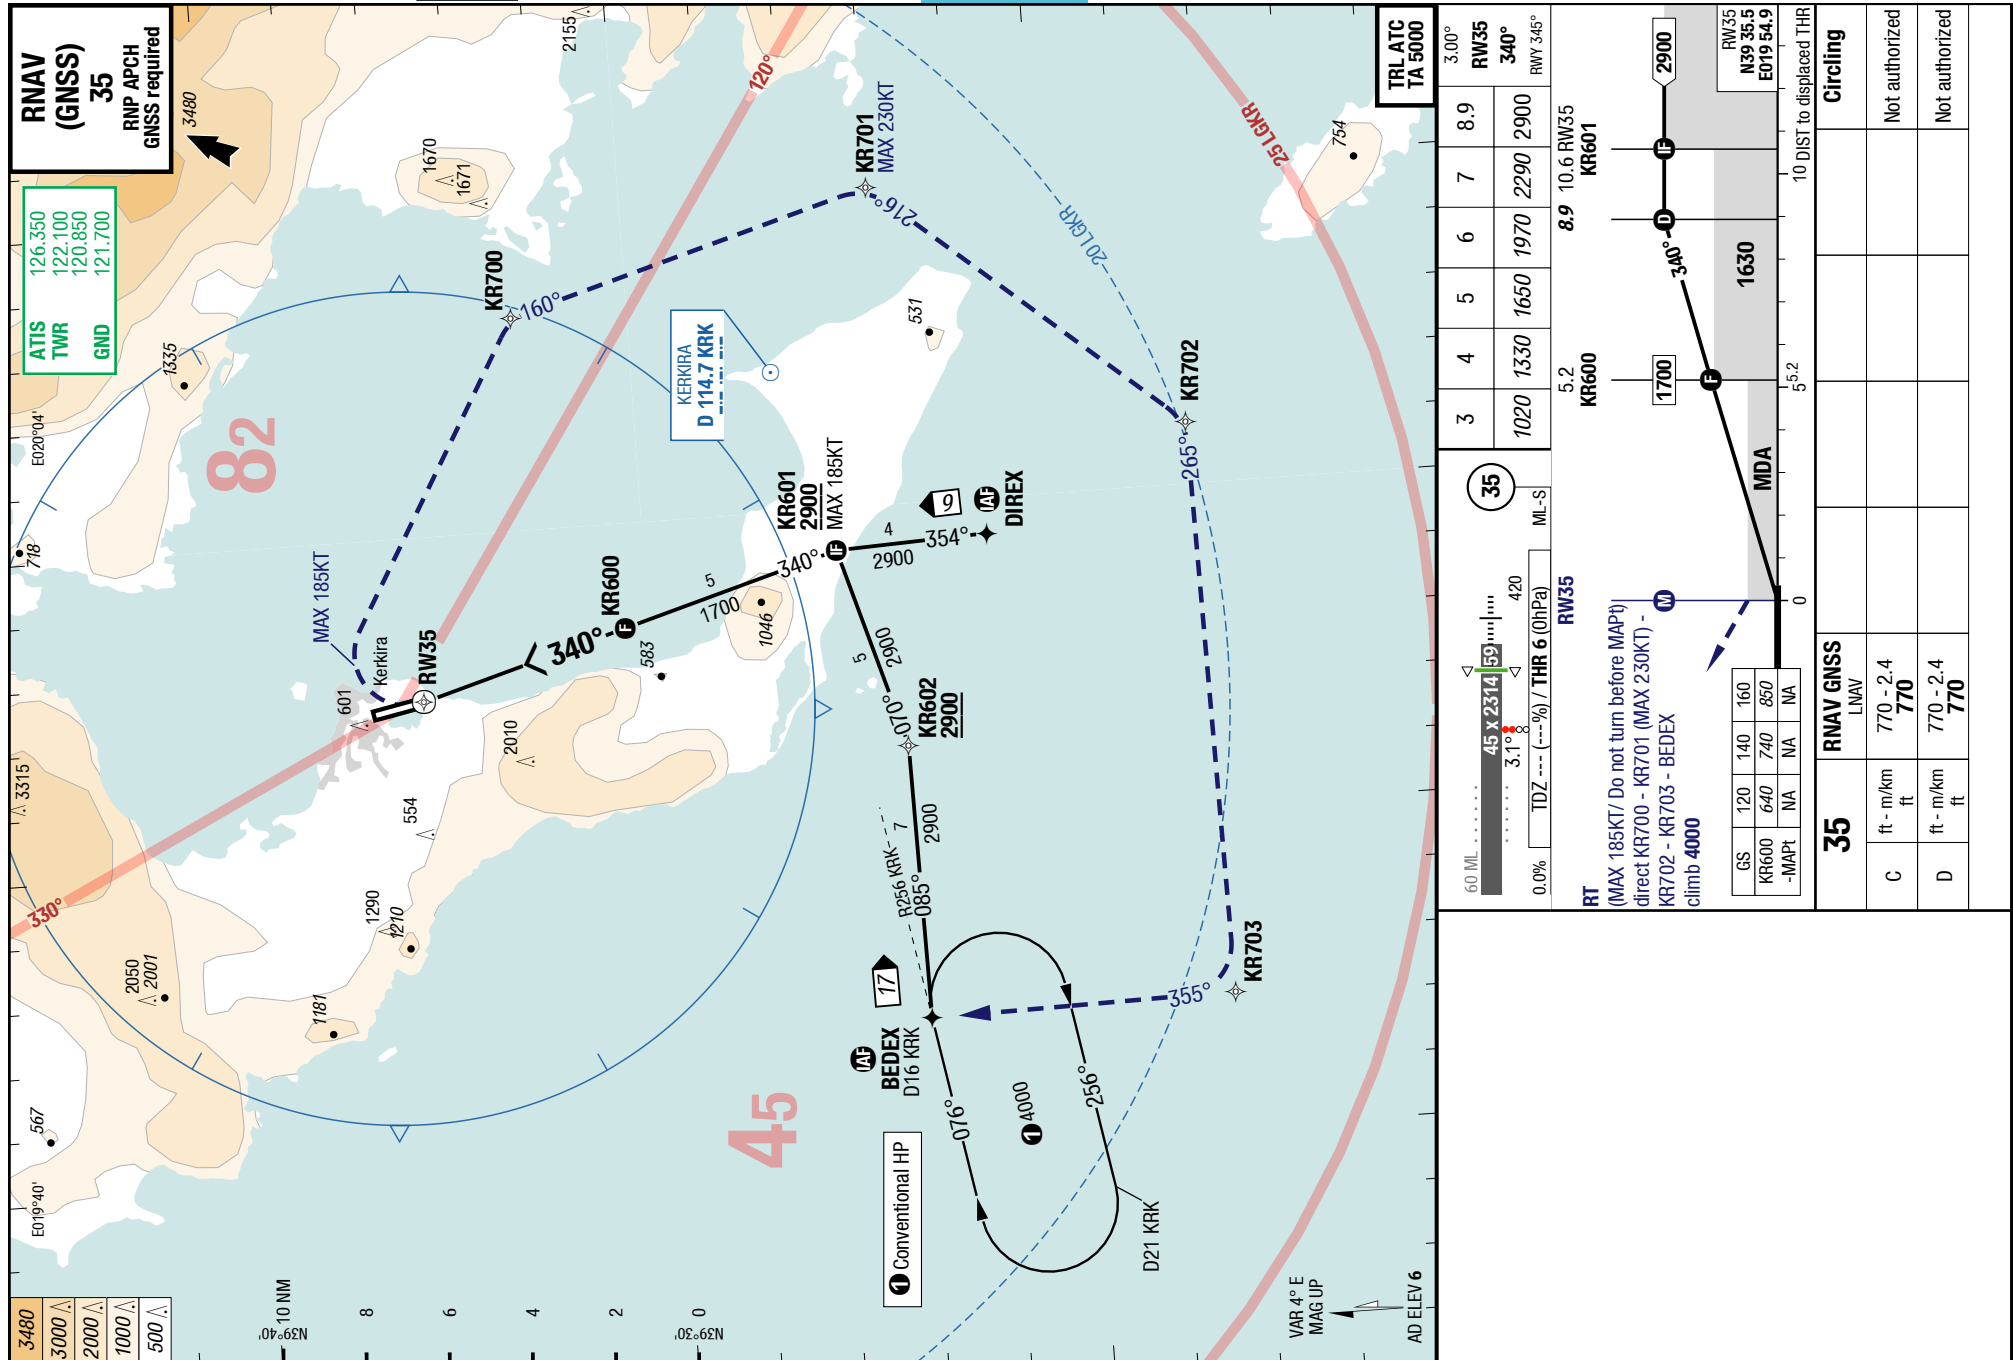 RNAV
(GNSS)
35
RNP APCH
GNSS required
ATIS 126.350
TWR 122.100
120.850
GND 121.700
3480
3480
3000
2000
1000
500
TRL ATC
TA 5000
E020°04'
E019°40'
N39°40'
N39°30'
10 NM
8
6
4
2
0
2155
1335
718
3315
1670
1671
754
531
82
45
120°
330°
25 LGKR
20 LGKR
MAX 185KT
Kerkira
601
RW35
KR700
160°
KR701
MAX 230KT
216°
KR702
265°
KR703
355°
KERKIRA
D 114.7 KRK
KR600
340°
5
1700
340°
583
1046
KR601
2900
MAX 185KT
IF
F
4
2900
354°
9
IAF
DIREX
5
2900
070°
KR602
2900
7
2900
085°
R256 KRK
17
IAF
BEDEX
D16 KRK
076°
256°
1 4000
D21 KRK
1 Conventional HP
2010
554
1290
1210
2050
2001
1181
567
VAR 4° E
MAG UP
AD ELEV 6
3 4 5 6 7 8.9 3.00°
RW35
340°
RWY 345°
1020 1330 1650 1970 2290 2900
60 ML
45 x 2314 59
3.1°
420
ML-S
35
0.0% TDZ --- (---%) / THR 6 (0hPa)
RW35
5.2
KR600
8.9 10.6 RW35
KR601
M
F
D
IF
1700
2900
340°
MDA
1630
RW35
N39 35.5
E019 54.9
0
5
5.2
10 DIST to displaced THR
RT
(MAX 185KT/ Do not turn before MAPt)
direct KR700 - KR701 (MAX 230KT) -
KR702 - KR703 - BEDEX
climb 4000
GS 120 140 160
KR600 640 740 850
-MAPt NA NA NA
35 RNAV GNSS
LNAV Circling
C ft - m/km
ft 770 - 2.4
770 Not authorized
D ft - m/km
ft 770 - 2.4
770 Not authorized